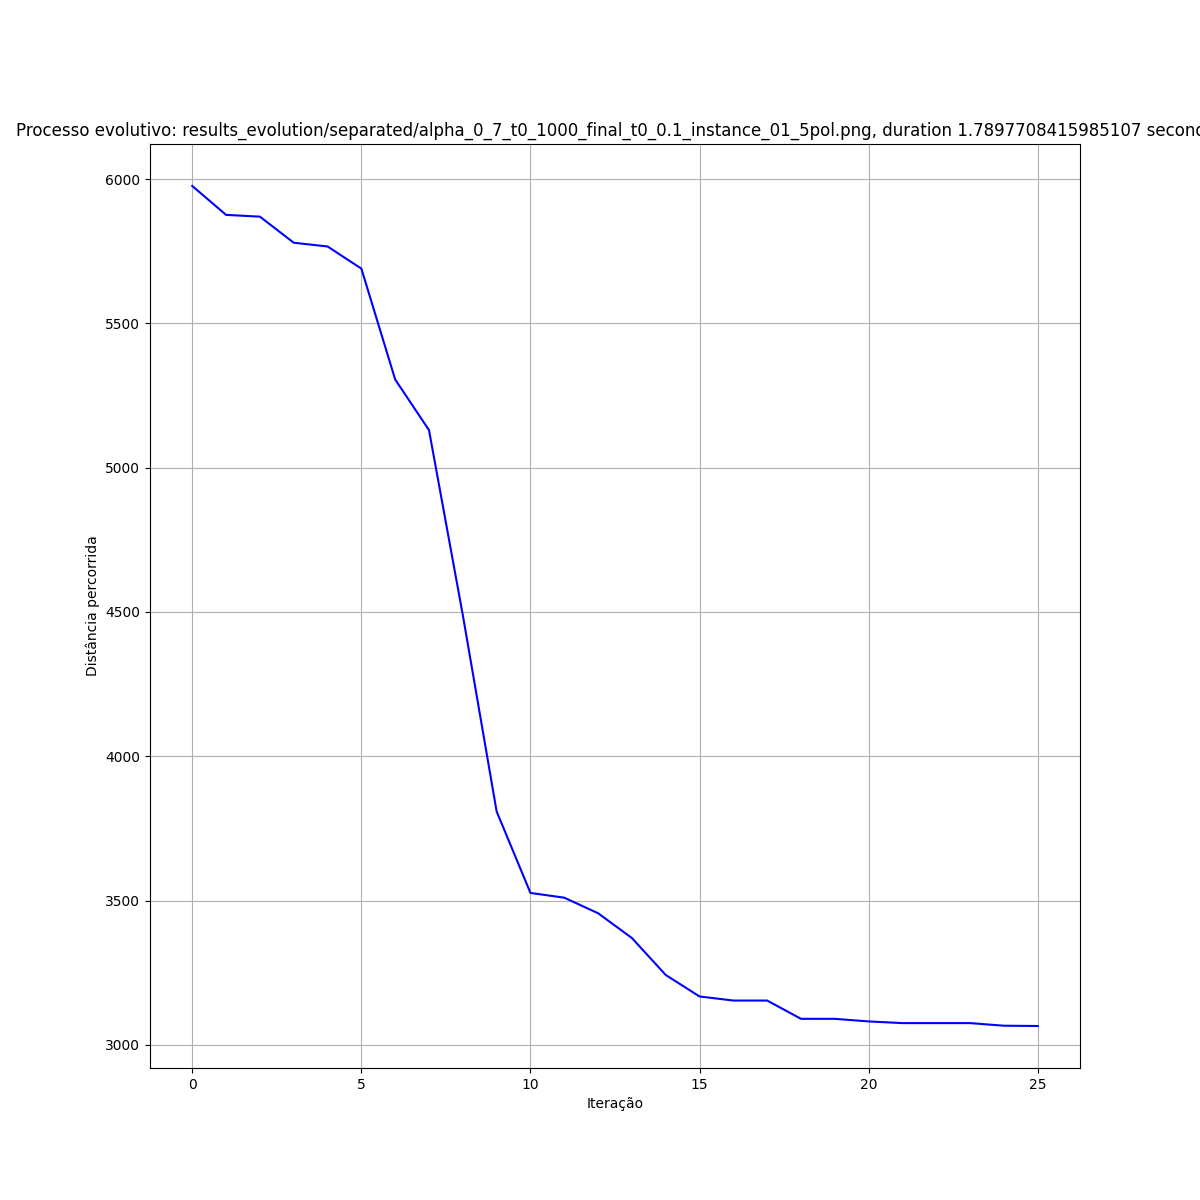 Processo evolutivo: results_evolution/separated/alpha_0_7_t0_1000_final_t0_0.1_instance_01_5pol.png, duration 1.7897708415985107
6000
5500
5000
4500
4000
3500
3000
Distância percorrida
0 5 10 15 20 25
Iteração